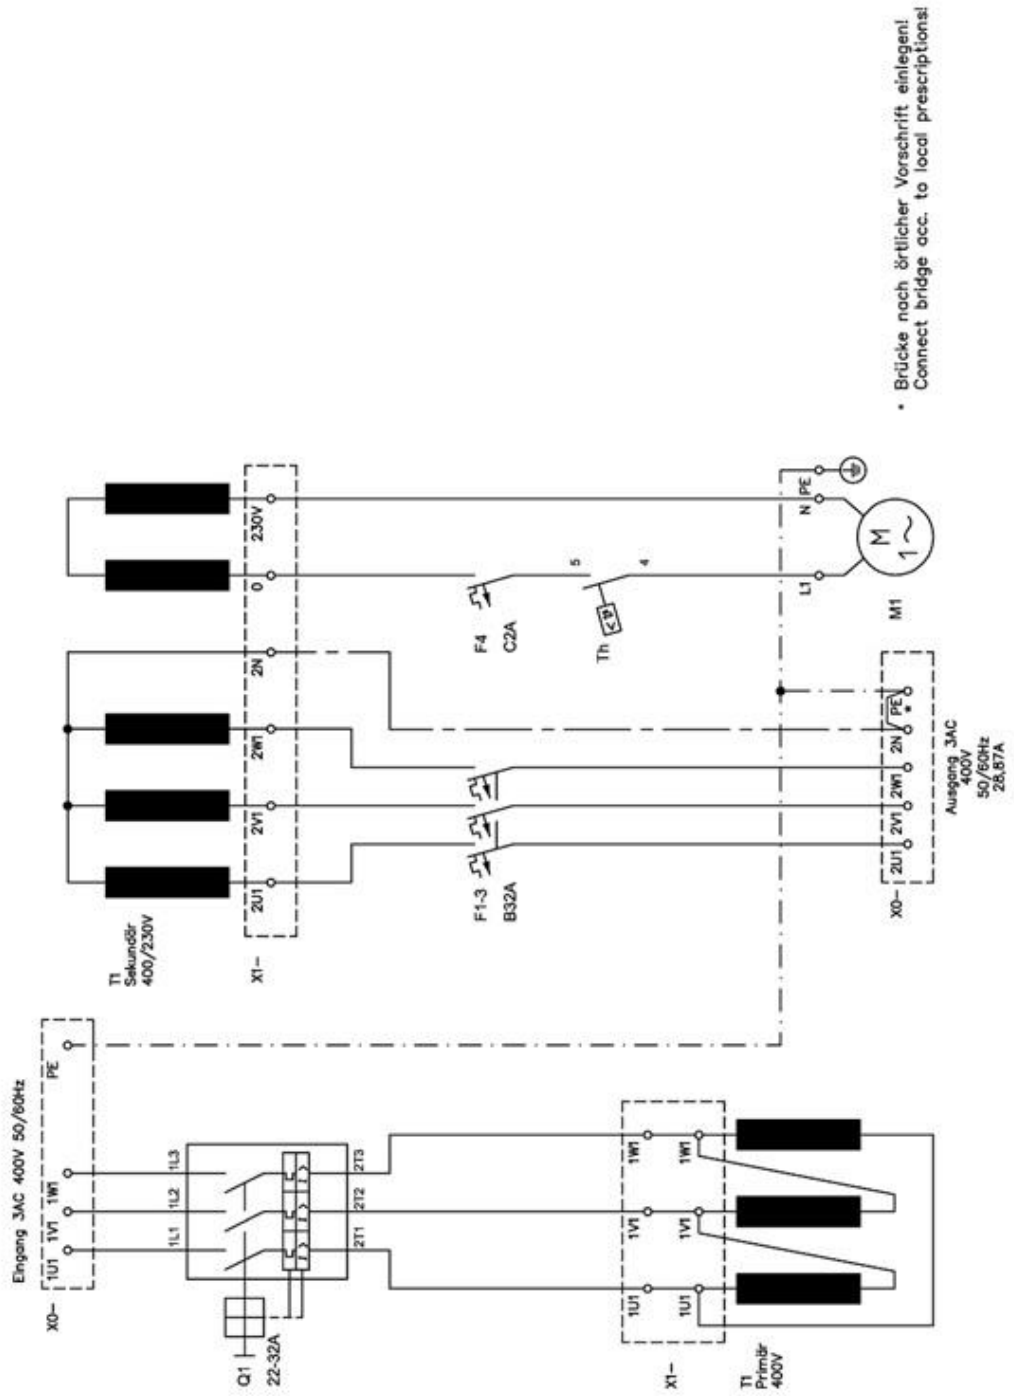 Eingang 3AC 400V 50/60Hz
X0-
1U1
1V1
1W1
PE
1L1
1L2
1L3
Q1
22-32A
2T1
2T2
2T3
X1-
1U1
1V1
1W1
1U1
1V1
1W1
T1
Primär
400V
T1
Sekundär
400/230V
X1-
2U1
2V1
2W1
2N
0
230V
F1-3
B32A
F4
C2A
Th
5
4
X0-
2U1
2V1
2W1
2N
PE
*
Ausgang 3AC
400V
50/60Hz
28,87A
L1
N
PE
M
1~
M1
* Brücke nach örtlicher Vorschrift einlegen!
Connect bridge acc. to local prescriptions!